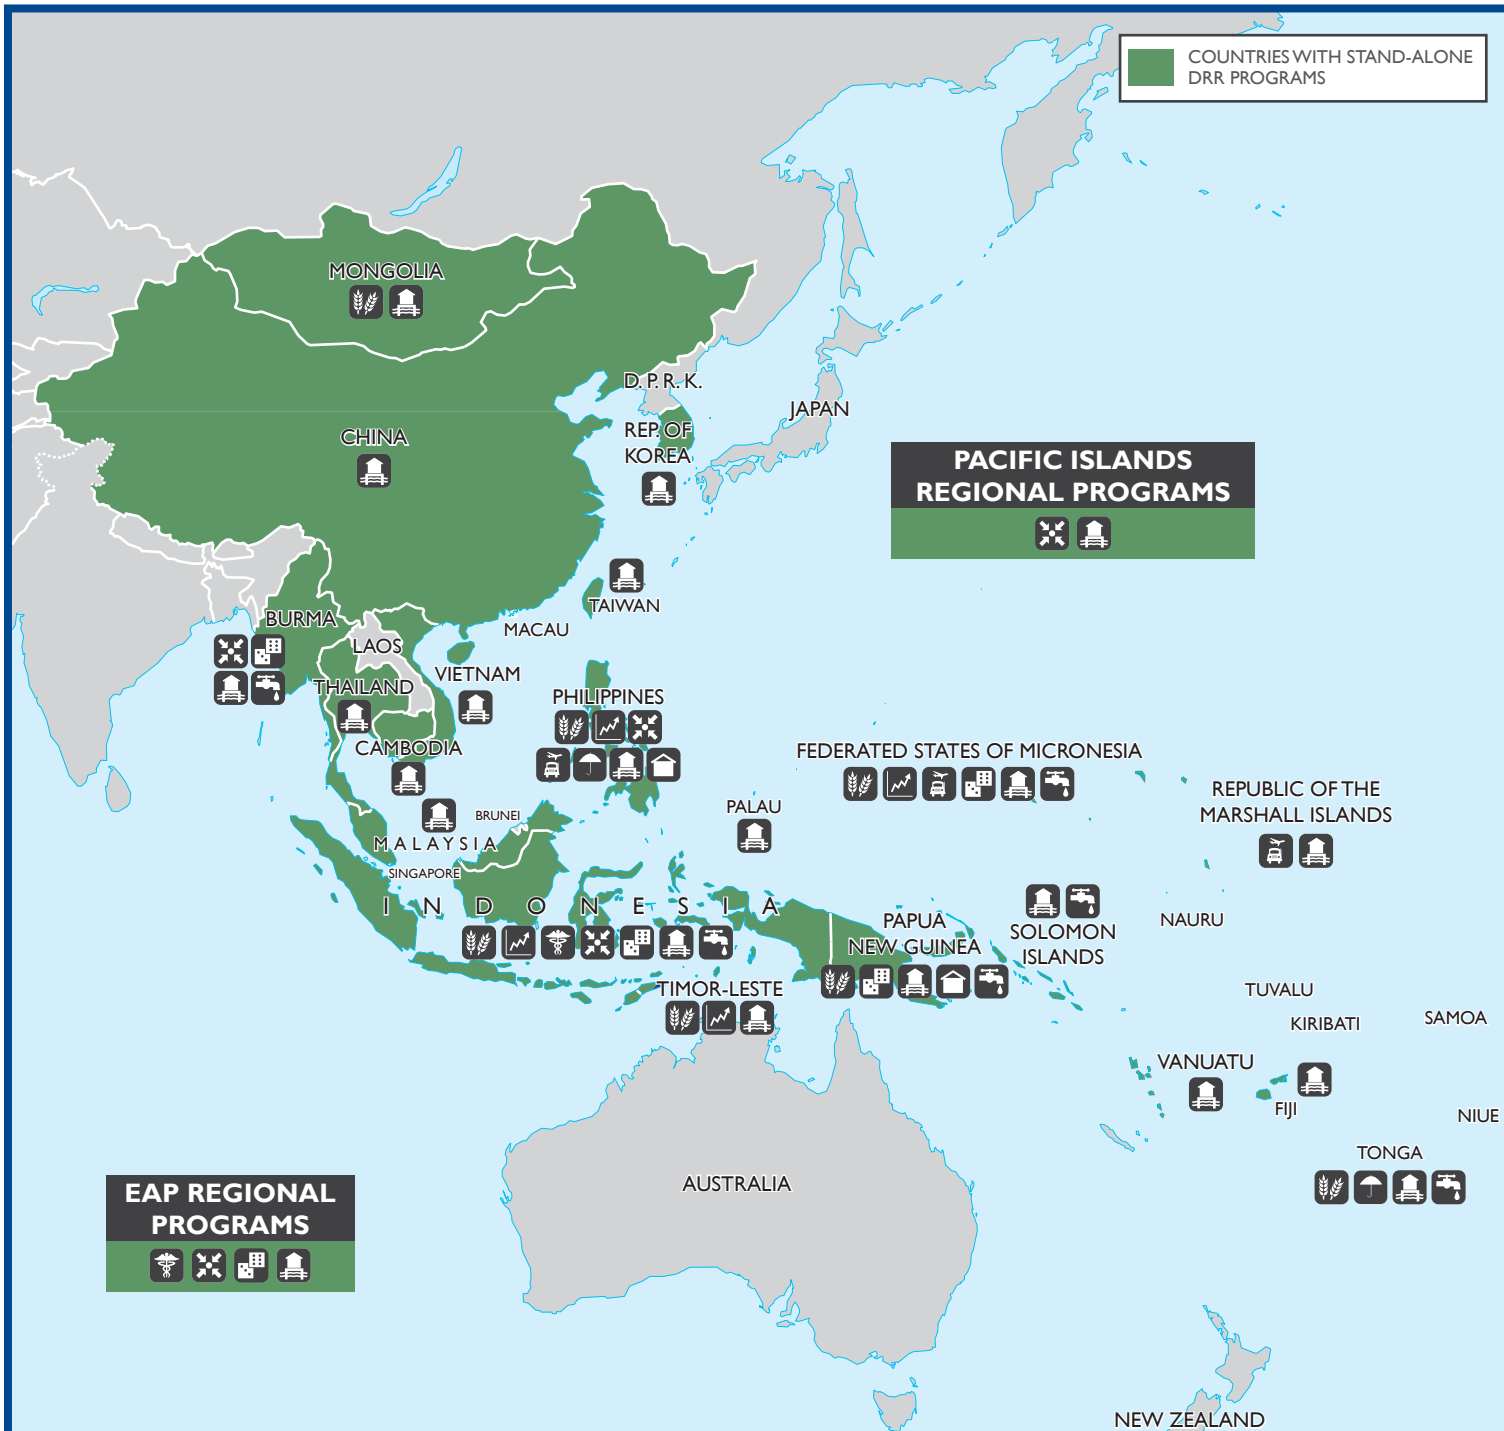 COUNTRIES WITH STAND-ALONE
DRR PROGRAMS
MONGOLIA
D.P.R.K.
JAPAN
CHINA
REP. OF
KOREA
PACIFIC ISLANDS
REGIONAL PROGRAMS
TAIWAN
BURMA
MACAU
LAOS
VIETNAM
THAILAND
PHILIPPINES
CAMBODIA
FEDERATED STATES OF MICRONESIA
REPUBLIC OF THE
MARSHALL ISLANDS
PALAU
BRUNEI
MALAYSIA
SINGAPORE
INDONESIA
PAPUA
NEW GUINEA
SOLOMON
ISLANDS
NAURU
TIMOR-LESTE
TUVALU
KIRIBATI
SAMOA
VANUATU
FIJI
NIUE
TONGA
AUSTRALIA
EAP REGIONAL
PROGRAMS
NEW ZEALAND